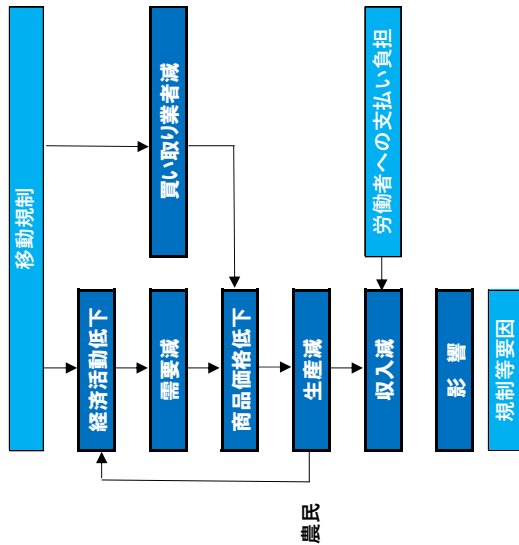 移動規制
経済活動低下
需要減
買い取り業者減
商品価格低下
農民
生産減
収入減
労働者への支払い負担
影　響
規制等要因